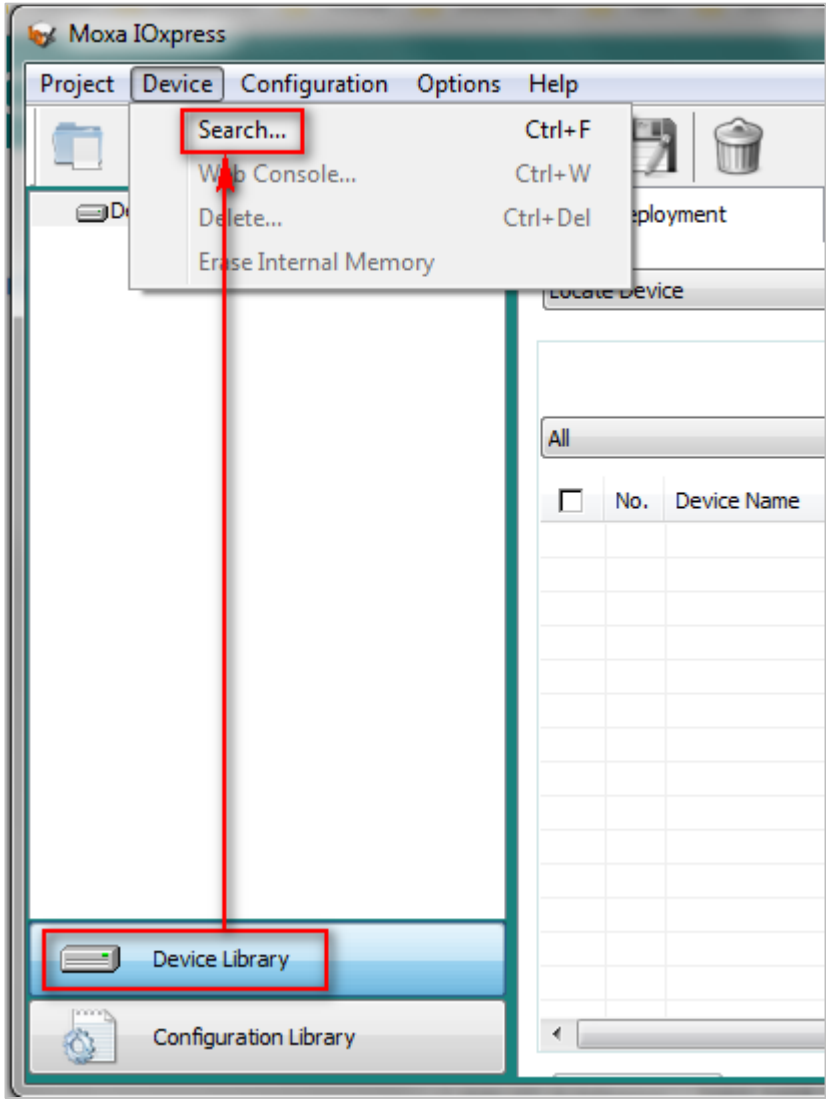 Moxa IOxpress
Project Device Configuration Options Help
Search... Ctrl+F
Web Console... Ctrl+W
Delete... Ctrl+Del
Erase Internal Memory
Locate Device
All
No. Device Name
Device Library
Configuration Library